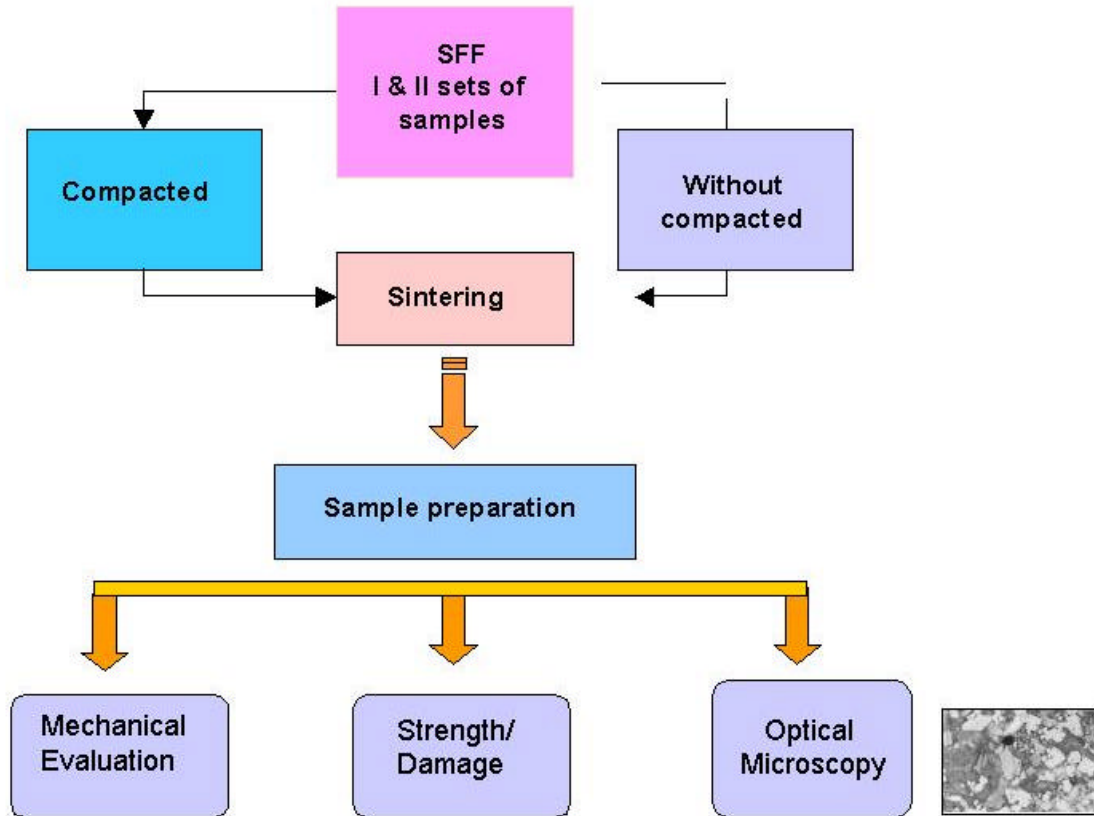 SFF
I & II sets of
samples
Compacted
Without
compacted
Sintering
Sample preparation
Mechanical
Evaluation
Strength/
Damage
Optical
Microscopy